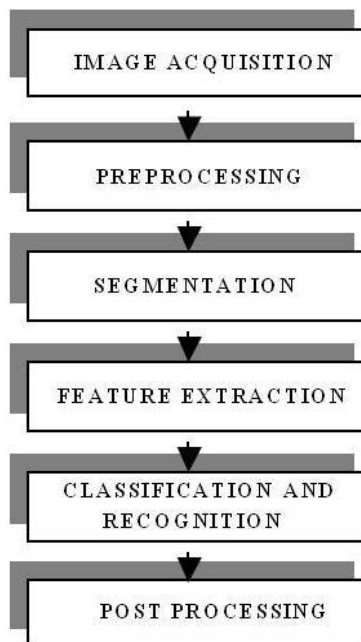 IMAGE ACQUISITION
PREPROCESSING
SEGMENTATION
FEATURE EXTRACTION
CLASSIFICATION AND
RECOGNITION
POST PROCESSING